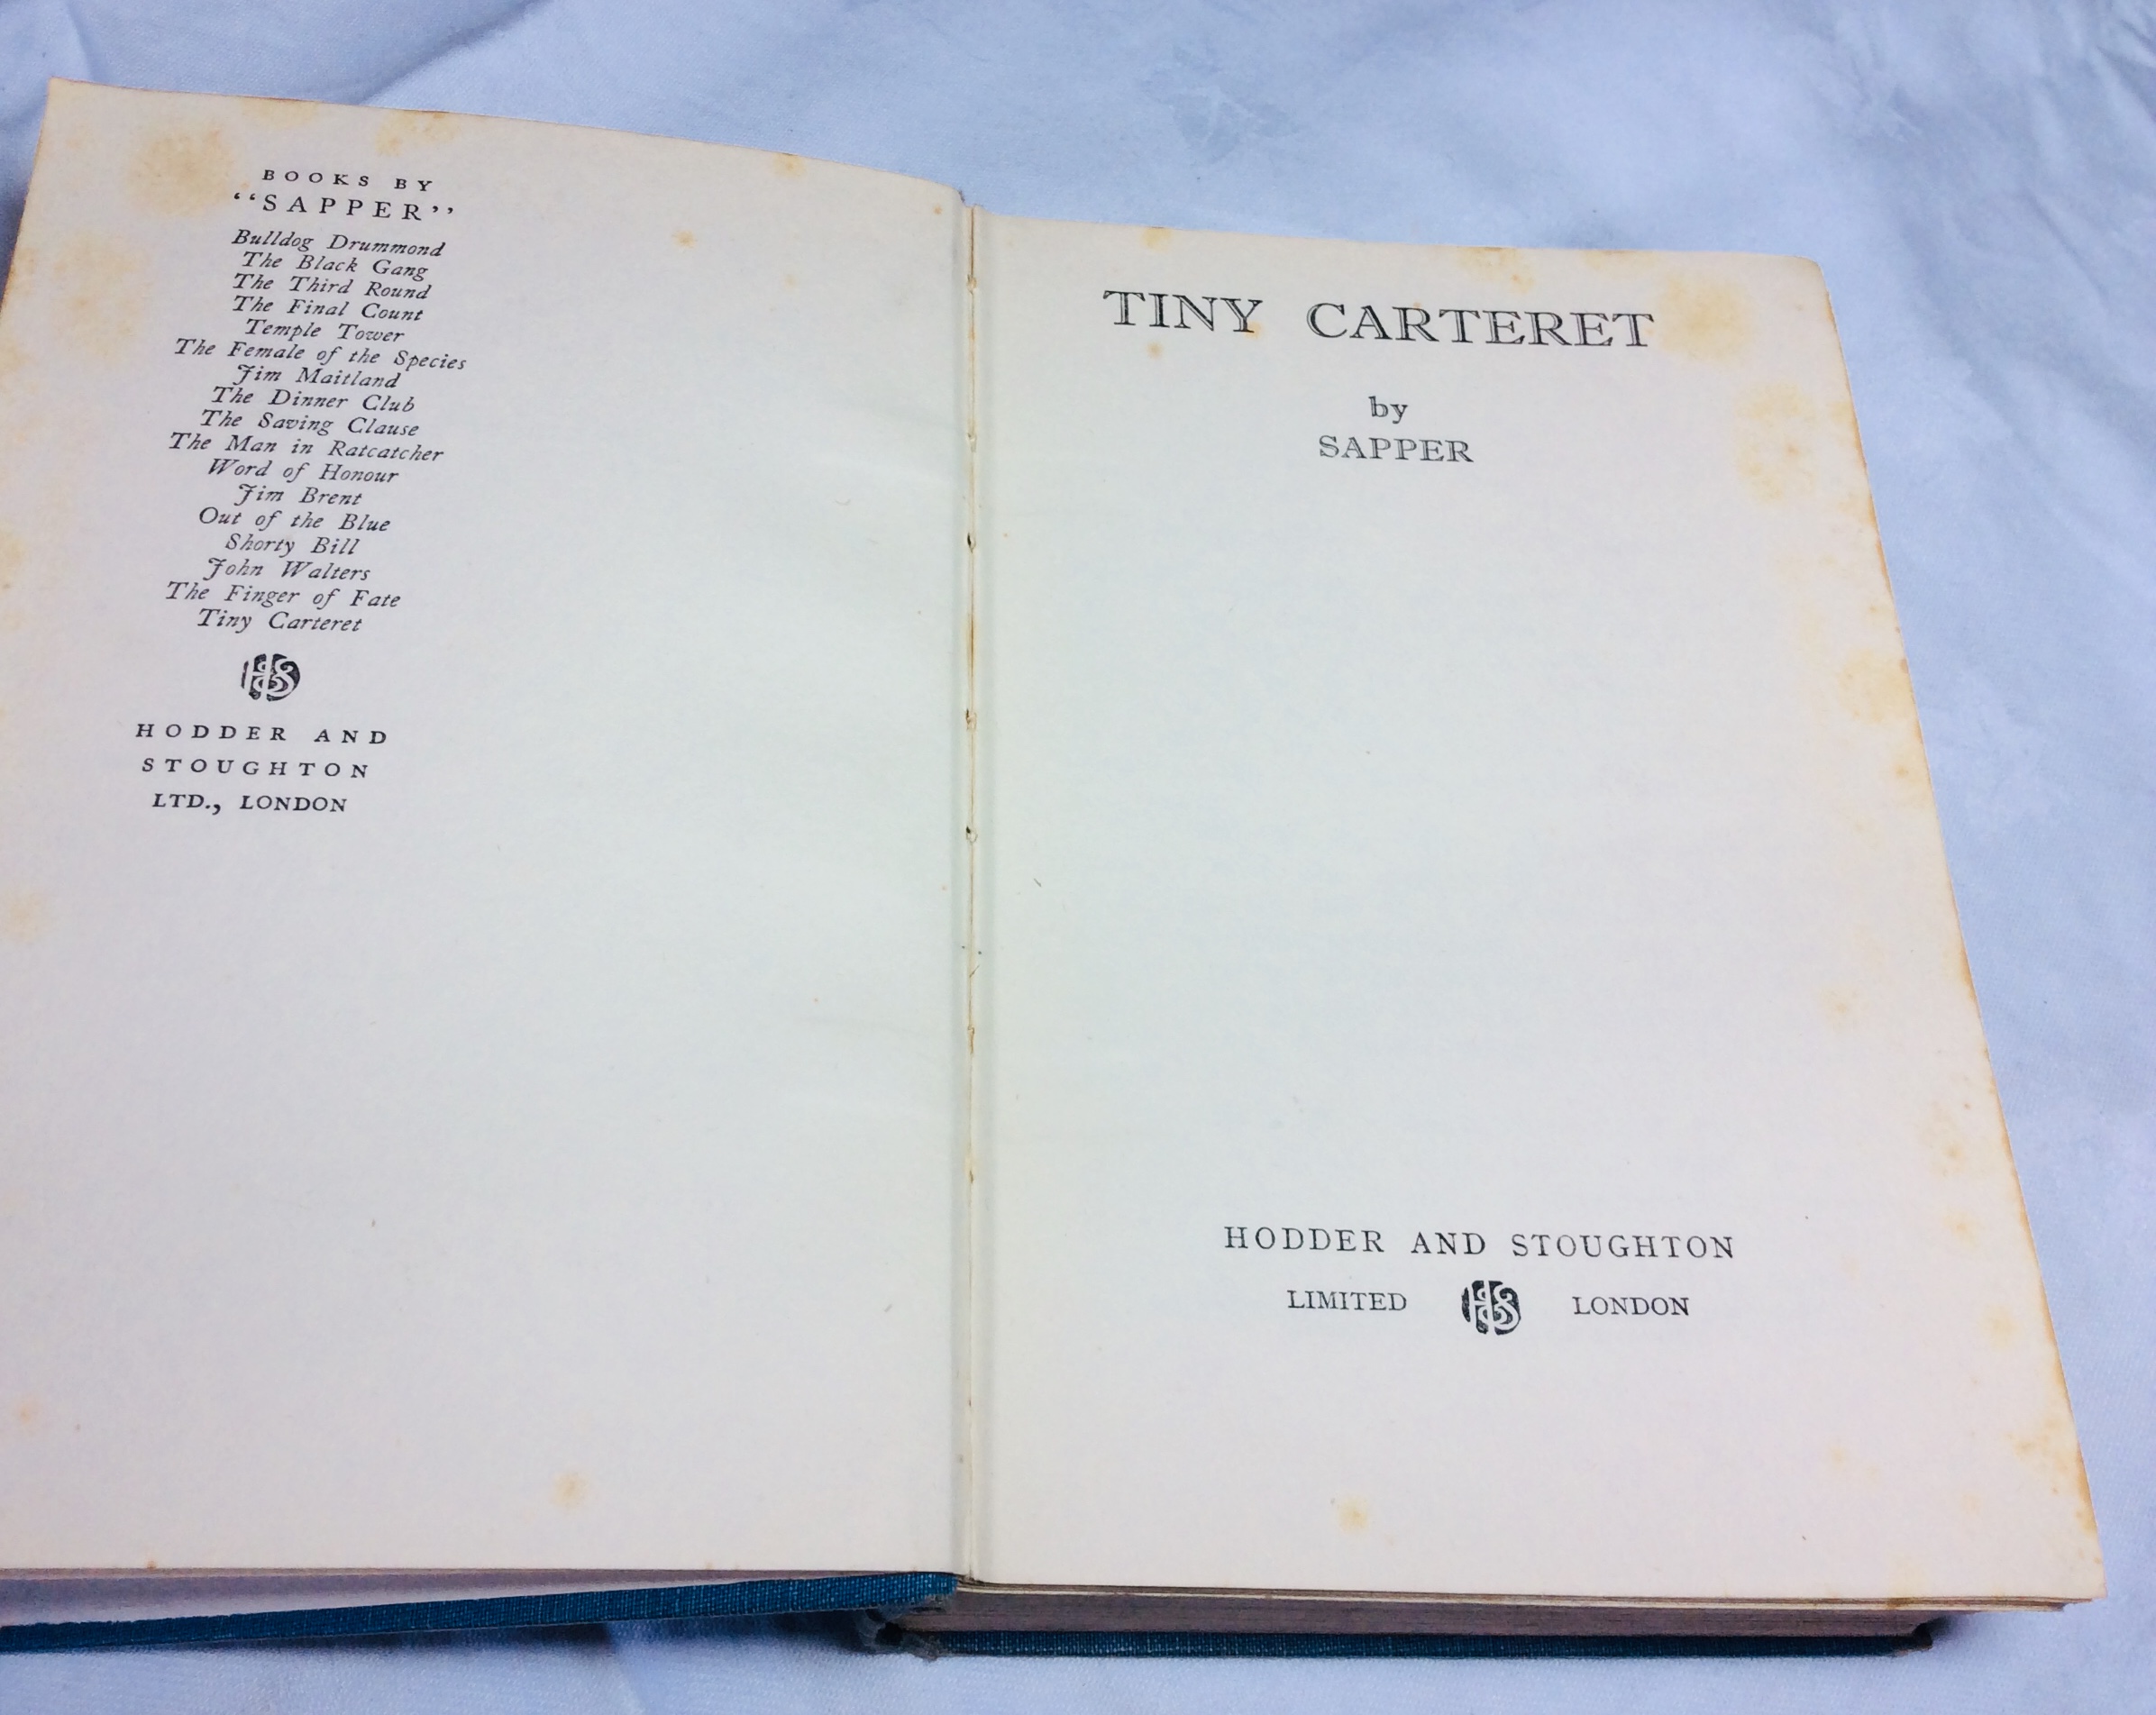 BOOKS BY
“SAPPER”
Bulldog Drummond
The Black Gang
The Third Round
The Final Count
Temple Tower
The Female of the Species
Jim Maitland
The Dinner Club
The Saving Clause
The Man in Ratcatcher
Word of Honour
Jim Brent
Out of the Blue
Shorty Bill
John Walters
The Finger of Fate
Tiny Carteret
H&S
HODDER AND
STOUGHTON
LTD., LONDON
TINY CARTERET
by
SAPPER
HODDER AND STOUGHTON
LIMITED H&S LONDON